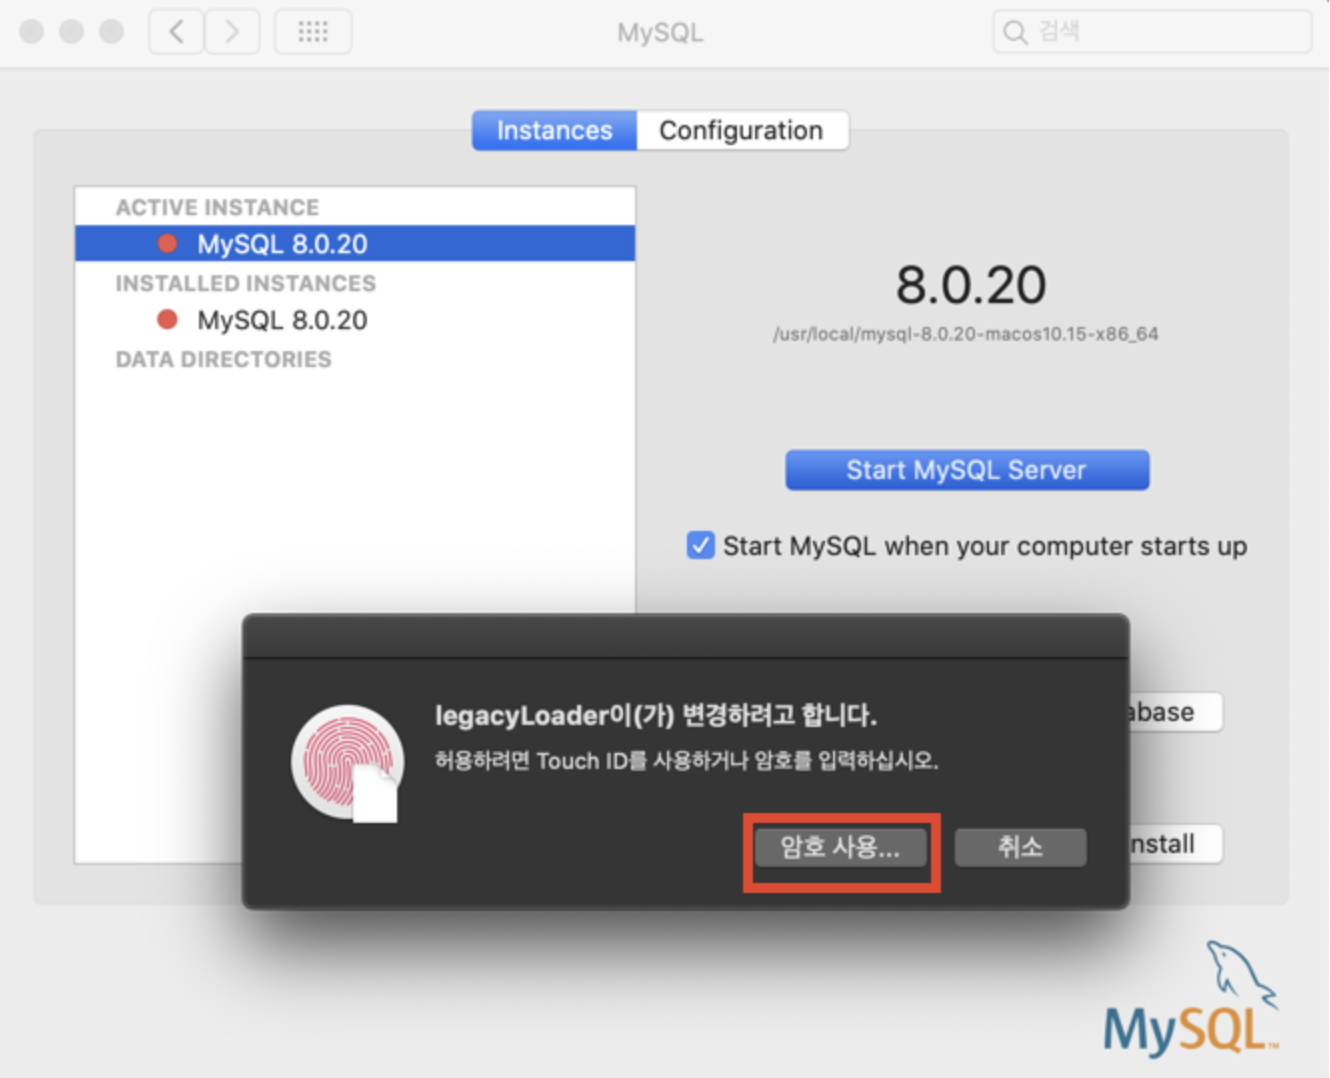 MySQL
검색
Instances
Configuration
ACTIVE INSTANCE
MySQL 8.0.20
INSTALLED INSTANCES
MySQL 8.0.20
DATA DIRECTORIES
8.0.20
/usr/local/mysql-8.0.20-macos10.15-x86_64
Start MySQL Server
Start MySQL when your computer starts up
abase
legacyLoader이(가) 변경하려고 합니다.
허용하려면 Touch ID를 사용하거나 암호를 입력하십시오.
암호 사용...
취소
nstall
MySQL™